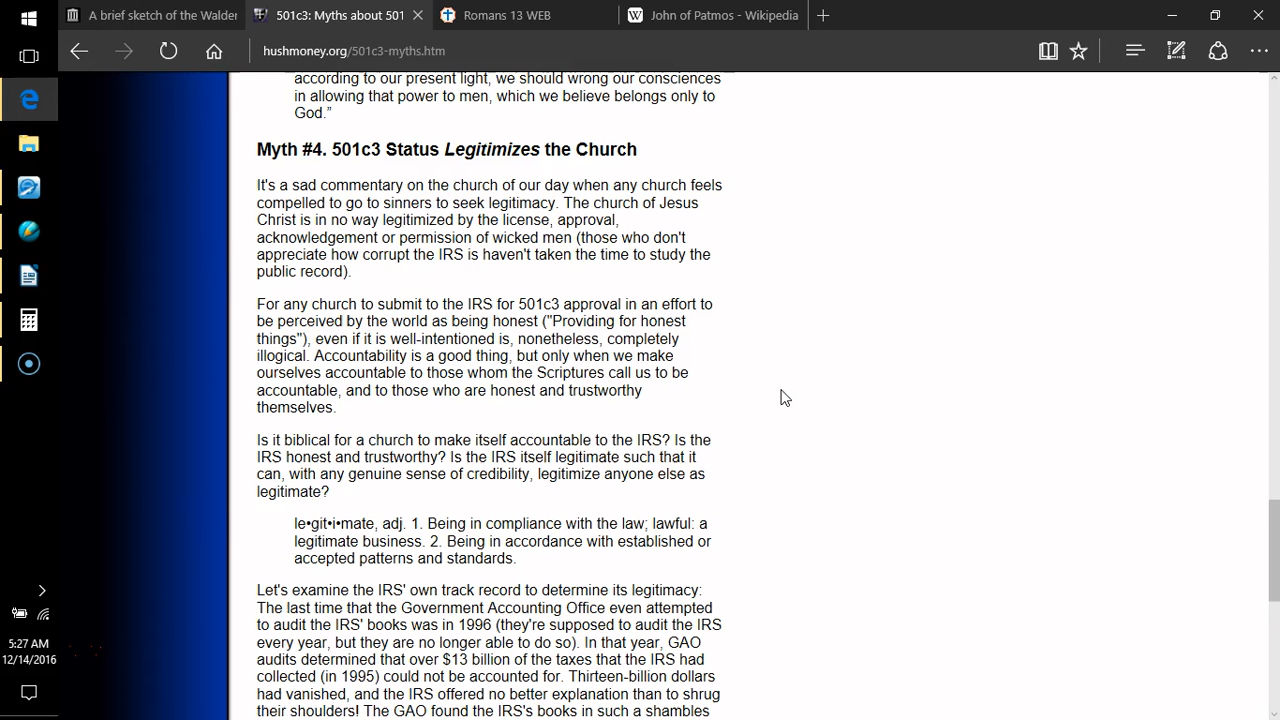 A brief sketch of the Walder
501c3: Myths about 501
Romans 13 WEB
John of Patmos - Wikipedia
hushmoney.org/501c3-myths.htm
according to our present light, we should wrong our consciences
in allowing that power to men, which we believe belongs only to
God.”
Myth #4. 501c3 Status Legitimizes the Church
It's a sad commentary on the church of our day when any church feels
compelled to go to sinners to seek legitimacy. The church of Jesus
Christ is in no way legitimized by the license, approval,
acknowledgement or permission of wicked men (those who don't
appreciate how corrupt the IRS is haven't taken the time to study the
public record).
For any church to submit to the IRS for 501c3 approval in an effort to
be perceived by the world as being honest ("Providing for honest
things"), even if it is well-intentioned is, nonetheless, completely
illogical. Accountability is a good thing, but only when we make
ourselves accountable to those whom the Scriptures call us to be
accountable, and to those who are honest and trustworthy
themselves.
Is it biblical for a church to make itself accountable to the IRS? Is the
IRS honest and trustworthy? Is the IRS itself legitimate such that it
can, with any genuine sense of credibility, legitimize anyone else as
legitimate?
le•git•i•mate, adj. 1. Being in compliance with the law; lawful: a
legitimate business. 2. Being in accordance with established or
accepted patterns and standards.
Let's examine the IRS' own track record to determine its legitimacy:
The last time that the Government Accounting Office even attempted
to audit the IRS' books was in 1996 (they're supposed to audit the IRS
every year, but they are no longer able to do so). In that year, GAO
audits determined that over $13 billion of the taxes that the IRS had
collected (in 1995) could not be accounted for. Thirteen-billion dollars
had vanished, and the IRS offered no better explanation than to shrug
their shoulders! The GAO found the IRS's books in such a shambles
5:27 AM
12/14/2016